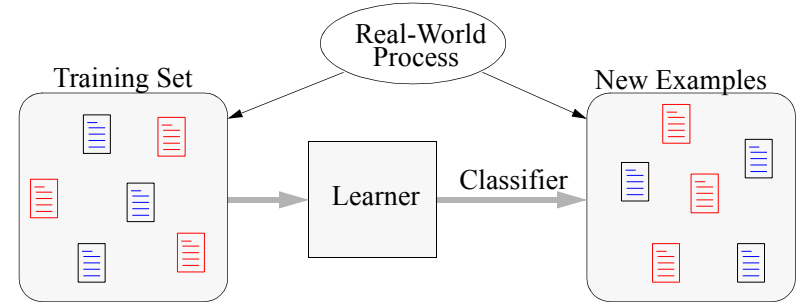 Real-World
Process
Training Set
New Examples
Learner
Classifier